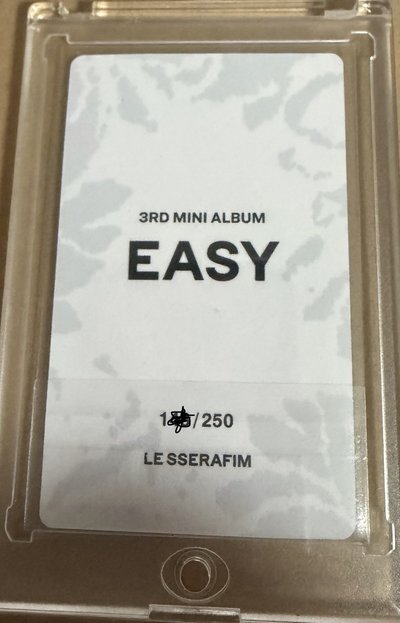 3RD MINI ALBUM
EASY
/250
LE SSERAFIM